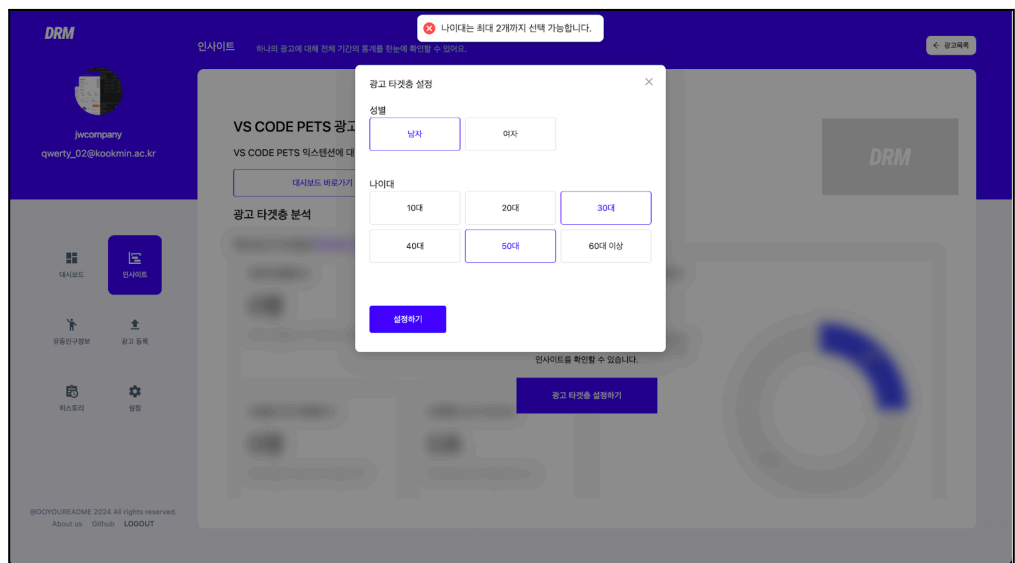 DRM
나이대는 최대 2개까지 선택 가능합니다.
인사이트
하나의 광고에 대해 전체 기간의 통계를 한눈에 확인할 수 있어요.
← 광고목록
jwcompany
qwerty_02@kookmin.ac.kr
VS CODE PETS 광고
VS CODE PETS 익스텐션에 대
대시보드 바로가기
광고 타겟층 분석
DRM
광고 타겟층 설정
성별
남자
여자
나이대
10대
20대
30대
40대
50대
60대 이상
설정하기
인사이트를 확인할 수 있습니다.
광고 타겟층 설정하기
대시보드
인사이트
유동인구정보
광고 등록
히스토리
설정
@DOYOUREADME 2024 All rights reserved.
About us Github LOGOUT